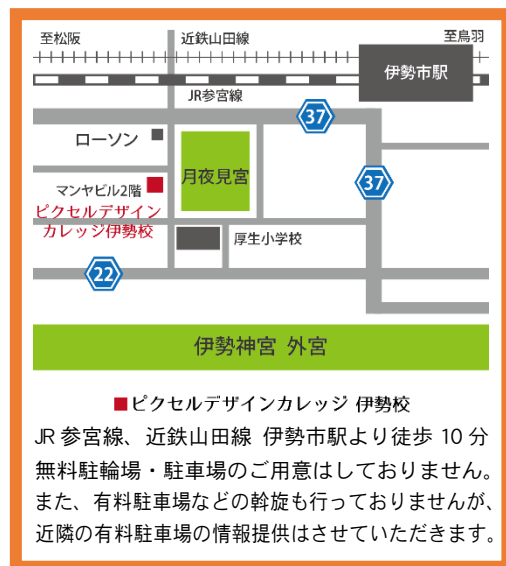 至松阪
近鉄山田線
至鳥羽
伊勢市駅
JR参宮線
37
ローソン
月夜見宮
37
マンヤビル2階
ピクセルデザイン
カレッジ伊勢校
厚生小学校
22
伊勢神宮 外宮
■ピクセルデザインカレッジ 伊勢校
JR参宮線、近鉄山田線 伊勢市駅より徒歩 10 分
無料駐輪場・駐車場のご用意はしておりません。
また、有料駐車場などの斡旋も行っておりませんが、
近隣の有料駐車場の情報提供はさせていただきます。